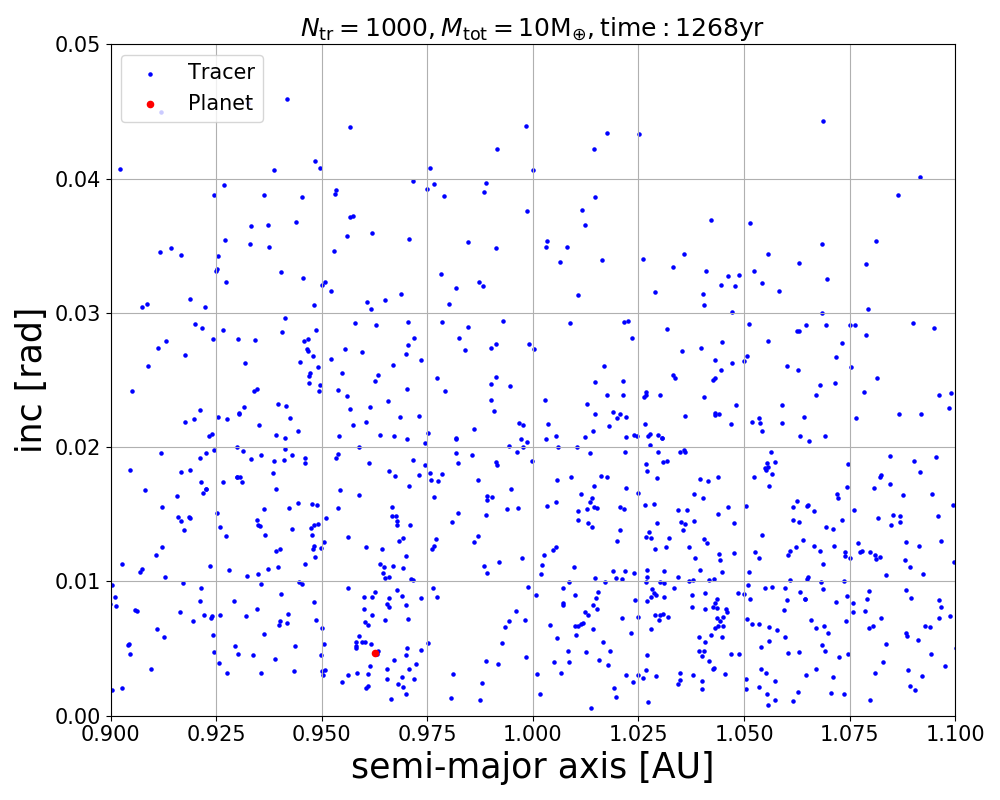 N_tr = 1000, M_tot = 10M_⊕, time : 1268yr
Tracer
Planet
inc [rad]
0.05
0.04
0.03
0.02
0.01
0.00
0.900 0.925 0.950 0.975 1.000 1.025 1.050 1.075 1.100
semi-major axis [AU]